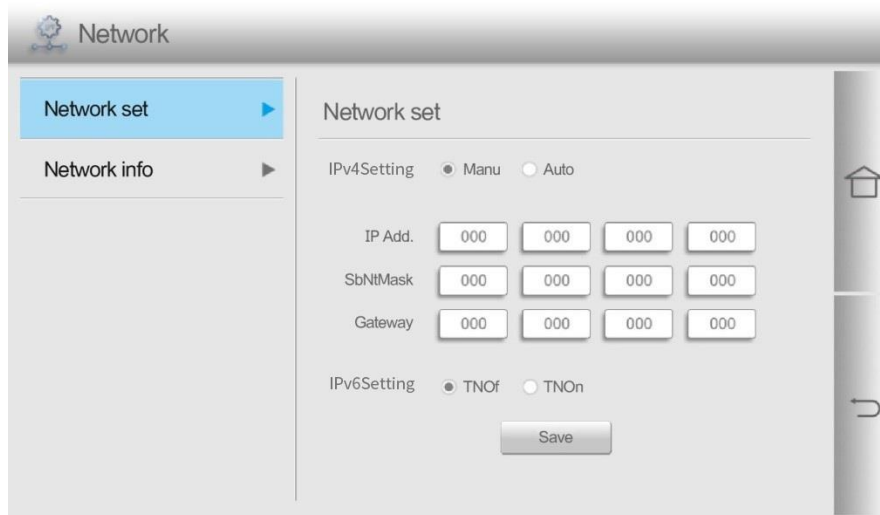 Network
Network set
Network info
Network set
IPv4Setting Manu Auto
IP Add. 000 000 000 000
SbNtMask 000 000 000 000
Gateway 000 000 000 000
IPv6Setting TNOf TNOn
Save